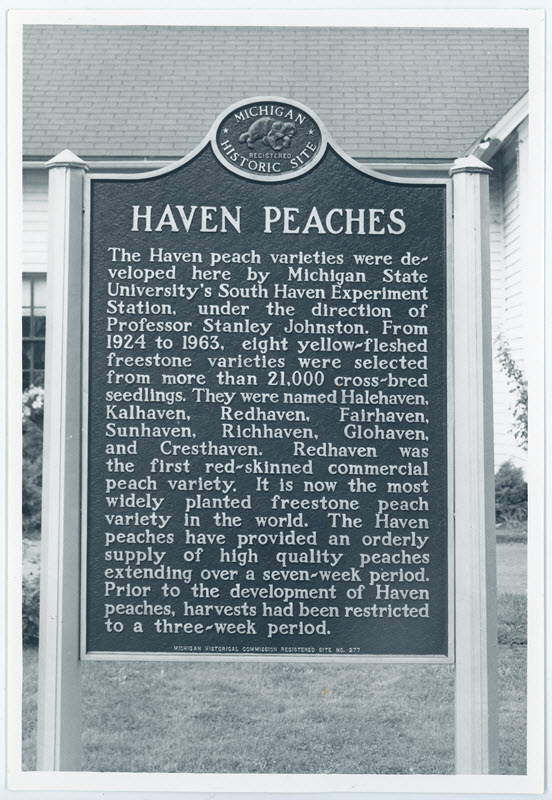 MICHIGAN
REGISTERED
HISTORIC SITE
HAVEN PEACHES
The Haven peach varieties were de-
veloped here by Michigan State
University's South Haven Experiment
Station, under the direction of
Professor Stanley Johnston. From
1924 to 1963, eight yellow-fleshed
freestone varieties were selected
from more than 21,000 cross-bred
seedlings. They were named Halehaven,
Kalhaven, Redhaven, Fairhaven,
Sunhaven, Richhaven, Glohaven,
and Cresthaven. Redhaven was
the first red-skinned commercial
peach variety. It is now the most
widely planted freestone peach
variety in the world. The Haven
peaches have provided an orderly
supply of high quality peaches
extending over a seven-week period.
Prior to the development of Haven
peaches, harvests had been restricted
to a three-week period.
MICHIGAN HISTORICAL COMMISSION REGISTERED SITE NO. 277